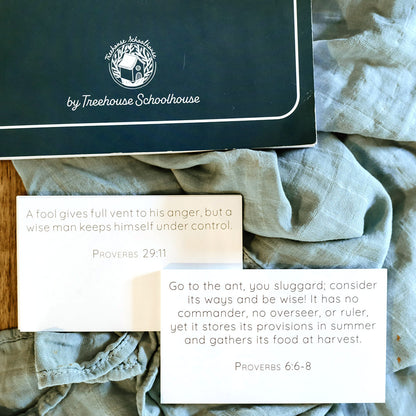 Treehouse Schoolhouse
by Treehouse Schoolhouse
A fool gives full vent to his anger, but a
wise man keeps himself under control.
Proverbs 29:11
Go to the ant, you sluggard; consider
its ways and be wise! It has no
commander, no overseer, or ruler,
yet it stores its provisions in summer
and gathers its food at harvest.
Proverbs 6:6-8